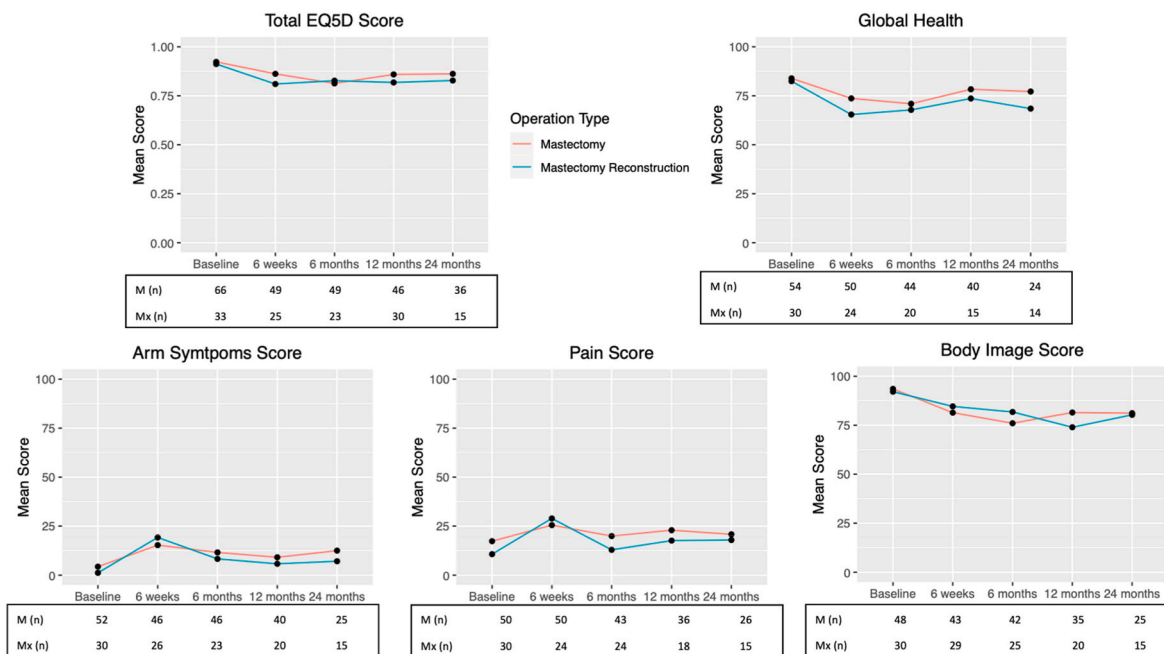 Total EQ5D Score
Mean Score
1.00
0.75
0.50
0.25
0.00
Baseline 6 weeks 6 months 12 months 24 months
M (n) 66 49 49 46 36
Mx (n) 33 25 23 30 15
Operation Type
Mastectomy
Mastectomy Reconstruction
Global Health
Mean Score
100
75
50
25
0
Baseline 6 weeks 6 months 12 months 24 months
M (n) 54 50 44 40 24
Mx (n) 30 24 20 15 14
Arm Symtpoms Score
Mean Score
100
75
50
25
0
Baseline 6 weeks 6 months 12 months 24 months
M (n) 52 46 46 40 25
Mx (n) 30 26 23 20 15
Pain Score
Mean Score
100
75
50
25
0
Baseline 6 weeks 6 months 12 months 24 months
M (n) 50 50 43 36 26
Mx (n) 30 24 24 18 15
Body Image Score
Mean Score
100
75
50
25
0
Baseline 6 weeks 6 months 12 months 24 months
M (n) 48 43 42 35 25
Mx (n) 30 29 25 20 15